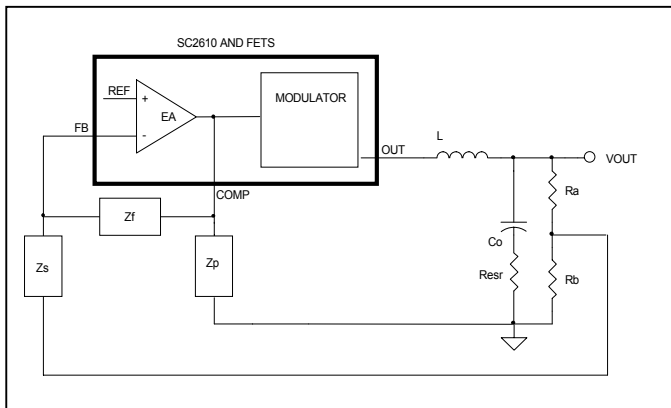 SC2610 AND FETS
REF
+
EA
-
MODULATOR
FB
OUT
L
VOUT
COMP
Ra
Zf
Co
Zs
Zp
Resr
Rb